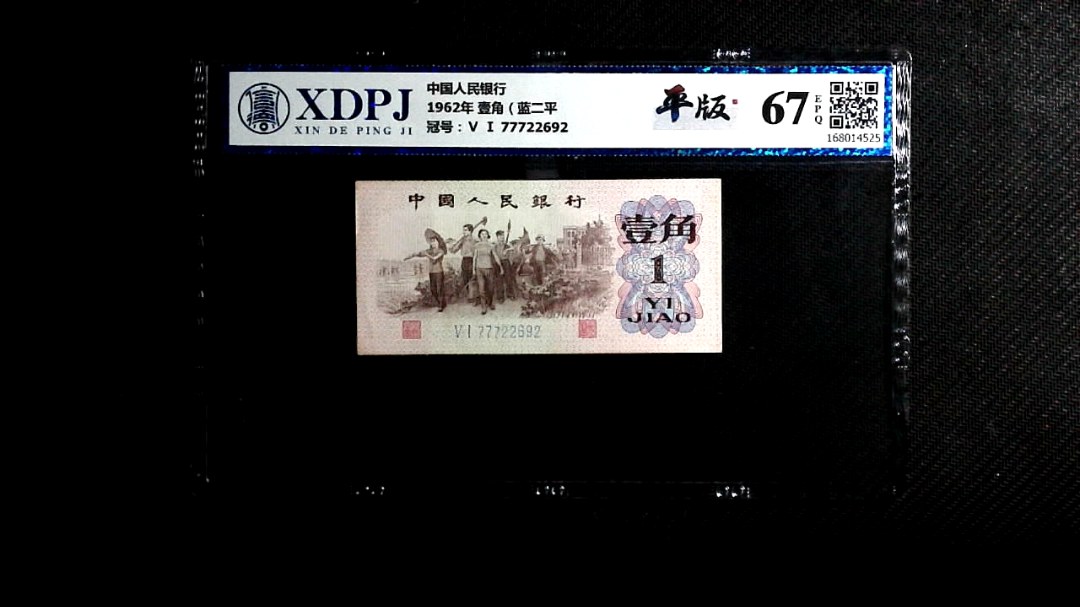 XDPJ
XIN DE PING JI
中国人民银行
1962年 壹角（蓝二平
冠号：V I 77722692
平版
67
EPQ
168014525
中國人民銀行
壹角
1
YI
JIAO
V I 77722692